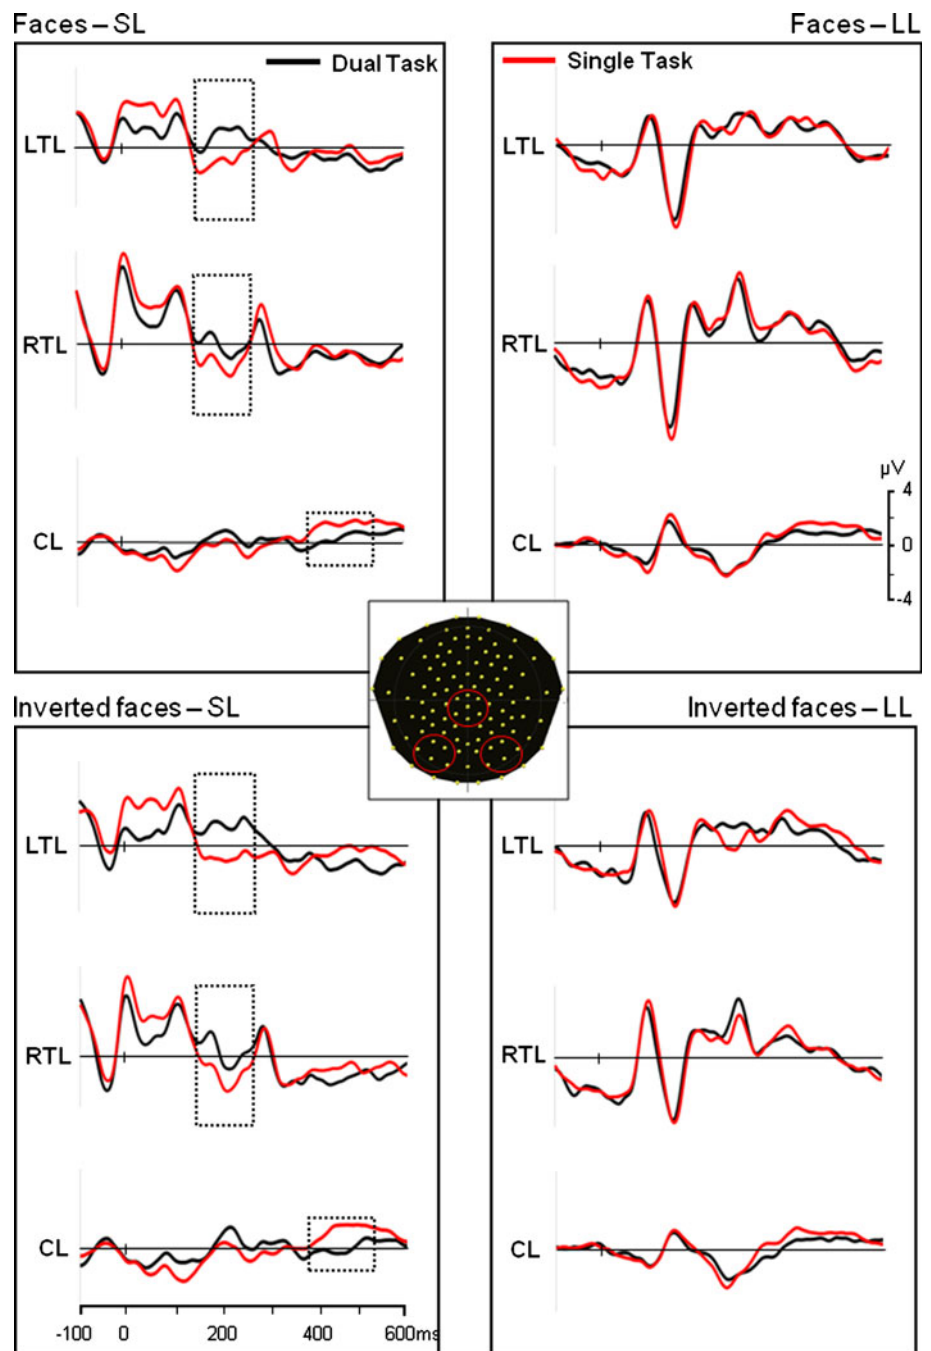 Faces – SL
Faces – LL
Dual Task
Single Task
LTL
LTL
RTL
RTL
µV
4
CL
CL
0
-4
Inverted faces – SL
Inverted faces – LL
LTL
LTL
RTL
RTL
CL
CL
-100 0 200 400 600ms